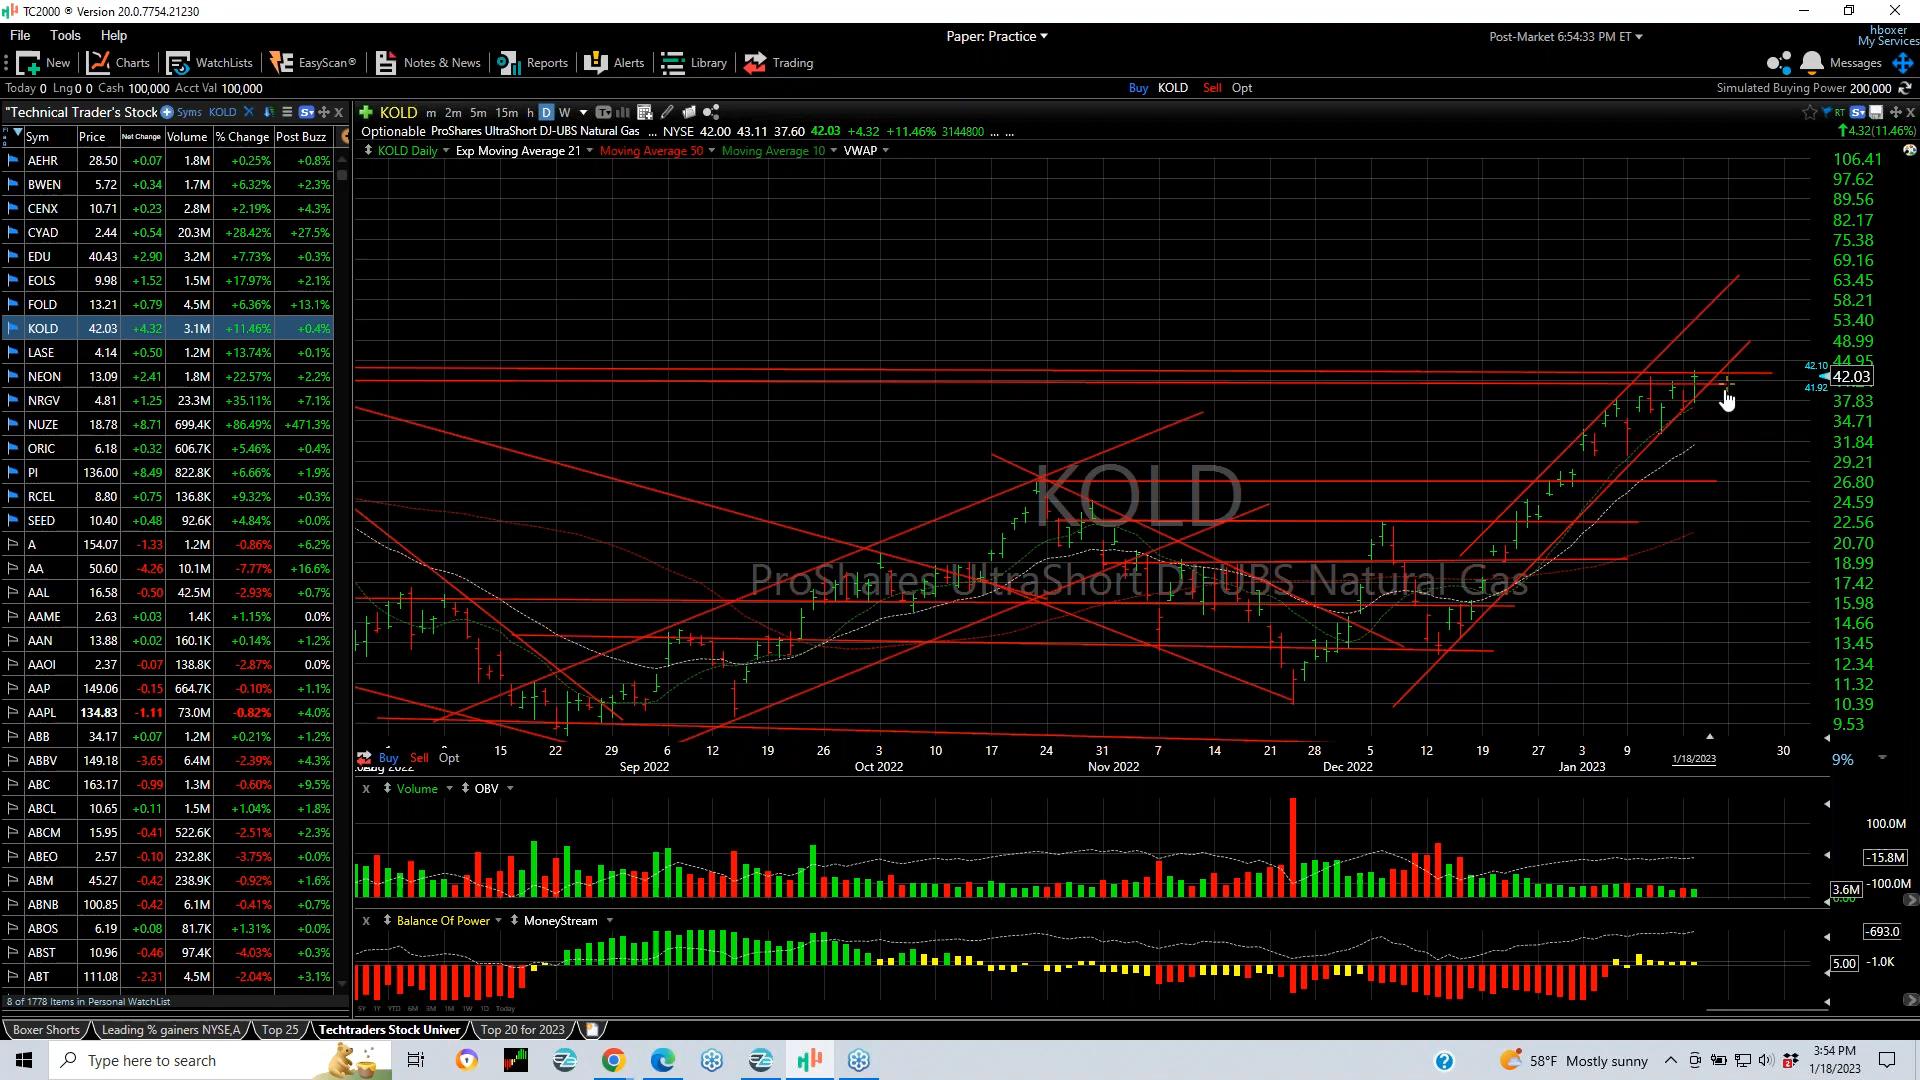 TC2000 ® Version 20.0.7754.21230
File Tools Help
Paper: Practice
Post-Market 6:54:33 PM ET
hboxer
My Services
New Charts WatchLists EasyScan® Notes & News Reports Alerts Library Trading
Messages
Today 0 Lng 0 0 Cash 100,000 Acct Val 100,000
Buy KOLD Sell Opt
Simulated Buying Power 200,000
"Technical Trader's Stock Syms KOLD
KOLD m 2m 5m 15m h D W
RT
Sym Price Net Change Volume % Change Post Buzz
Optionable ProShares UltraShort DJ-UBS Natural Gas ... NYSE 42.00 43.11 37.60 42.03 +4.32 +11.46% 3144800 ... ...
4.32(11.46%)
KOLD Daily Exp Moving Average 21 Moving Average 50 Moving Average 10 VWAP
AEHR 28.50 +0.07 1.8M +0.25% +0.8%
BWEN 5.72 +0.34 1.7M +6.32% +2.3%
CENX 10.71 +0.23 2.8M +2.19% +4.3%
CYAD 2.44 +0.54 20.3M +28.42% +27.5%
EDU 40.43 +2.90 3.2M +7.73% +0.3%
EOLS 9.98 +1.52 1.5M +17.97% +2.1%
FOLD 13.21 +0.79 4.5M +6.36% +13.1%
KOLD 42.03 +4.32 3.1M +11.46% +0.4%
LASE 4.14 +0.50 1.2M +13.74% +0.1%
NEON 13.09 +2.41 1.8M +22.57% +2.2%
NRGV 4.81 +1.25 23.3M +35.11% +7.1%
NUZE 18.78 +8.71 699.4K +86.49% +471.3%
ORIC 6.18 +0.32 606.7K +5.46% +0.4%
PI 136.00 +8.49 822.8K +6.66% +1.9%
RCEL 8.80 +0.75 136.8K +9.32% +0.3%
SEED 10.40 +0.48 92.6K +4.84% +0.0%
A 154.07 -1.33 1.2M -0.86% +6.2%
AA 50.60 -4.26 10.1M -7.77% +16.6%
AAL 16.58 -0.50 42.5M -2.93% +0.7%
AAME 2.63 +0.03 1.4K +1.15% 0.0%
AAN 13.88 +0.02 160.1K +0.14% +1.2%
AAOI 2.37 -0.07 138.8K -2.87% 0.0%
AAP 149.06 -0.15 664.7K -0.10% +1.1%
AAPL 134.83 -1.11 73.0M -0.82% +4.0%
ABB 34.17 +0.07 1.2M +0.21% +1.2%
ABBV 149.18 -3.65 6.4M -2.39% +4.3%
ABC 163.17 -0.99 1.3M -0.60% +9.5%
ABCL 10.65 +0.11 1.5M +1.04% +1.8%
ABCM 15.95 -0.41 522.6K -2.51% +2.3%
ABEO 2.57 -0.10 232.8K -3.75% +0.0%
ABM 45.27 -0.42 238.9K -0.92% +1.6%
ABNB 100.85 -0.42 6.1M -0.41% +0.7%
ABOS 6.19 +0.08 81.7K +1.31% +0.0%
ABST 10.96 -0.46 97.4K -4.03% +0.3%
ABT 111.08 -2.31 4.5M -2.04% +3.1%
8 of 1778 Items in Personal WatchList
KOLD
ProShares UltraShort DJ-UBS Natural Gas
106.41
97.62
89.56
82.17
75.38
69.16
63.45
58.21
53.40
48.99
44.95
42.10
42.03
41.92
37.83
34.71
31.84
29.21
26.80
24.59
22.56
20.70
18.99
17.42
15.98
14.66
13.45
12.34
11.32
10.39
9.53
15 22 29 6 12 19 26 3 10 17 24 31 7 14 21 28 5 12 19 27 3 9 30
Buy Sell Opt
Aug 2022 Sep 2022 Oct 2022 Nov 2022 Dec 2022 Jan 2023
1/18/2023
9%
X Volume OBV
100.0M
-15.8M
3.6M
-100.0M
X Balance Of Power MoneyStream
-693.0
5.00
-1.0K
5Y 1Y YTD 6M 3M 1M 1W 1D Today
Boxer Shorts Leading % gainers NYSE,A Top 25 Techtraders Stock Univer Top 20 for 2023
Type here to search
58°F Mostly sunny
3:54 PM
1/18/2023